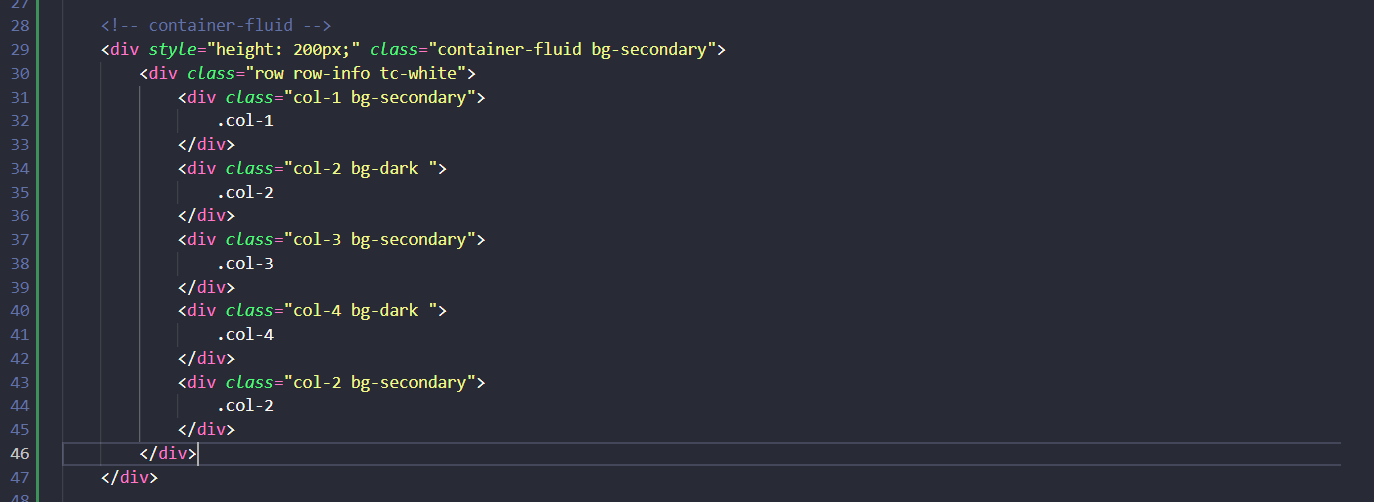 27
28 <!-- container-fluid -->
29 <div style="height: 200px;" class="container-fluid bg-secondary">
30 <div class="row row-info tc-white">
31 <div class="col-1 bg-secondary">
32 .col-1
33 </div>
34 <div class="col-2 bg-dark ">
35 .col-2
36 </div>
37 <div class="col-3 bg-secondary">
38 .col-3
39 </div>
40 <div class="col-4 bg-dark ">
41 .col-4
42 </div>
43 <div class="col-2 bg-secondary">
44 .col-2
45 </div>
46 </div>
47 </div>
48